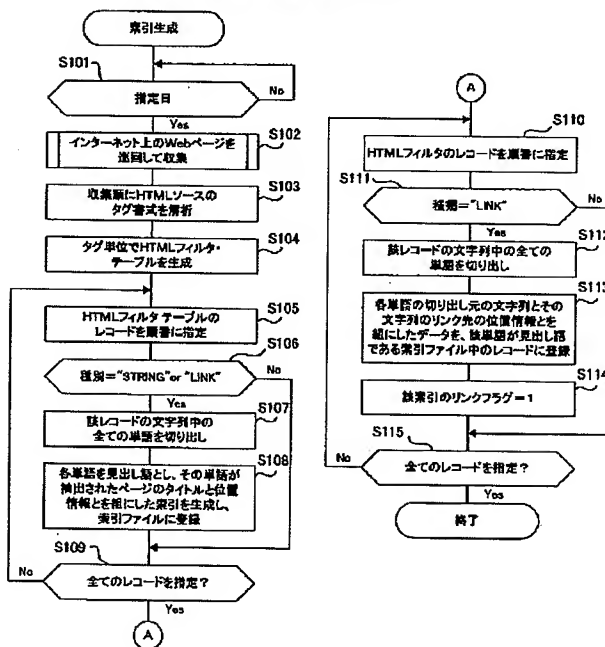 索引生成
S101
指定日
No
Yes
S102
インターネット上のWebページを
巡回して収集
S103
収集順にHTMLソースの
タグ書式を解析
S104
タグ単位でHTMLフィルタ・
テーブルを生成
S105
HTMLフィルタテーブルの
レコードを順番に指定
S106
種別="STRING" or "LINK"
No
Yes
S107
該レコードの文字列中の
全ての単語を切り出し
S108
各単語を見出し語とし、その単語が
抽出されたページのタイトルと位置
情報とを組にした索引を生成し、
索引ファイルに登録
S109
No
全てのレコードを指定?
Yes
A
A
S110
HTMLフィルタのレコードを順番に指定
S111
種類="LINK"
No
Yes
S112
該レコードの文字列中の全ての
単語を切り出し
S113
各単語の切り出し元の文字列とその
文字列のリンク先の位置情報とを
組にしたデータを、該単語が見出し語
である索引ファイル中のレコードに登録
S114
該索引のリンクフラグ=1
S115
No
全てのレコードを指定?
Yes
終了